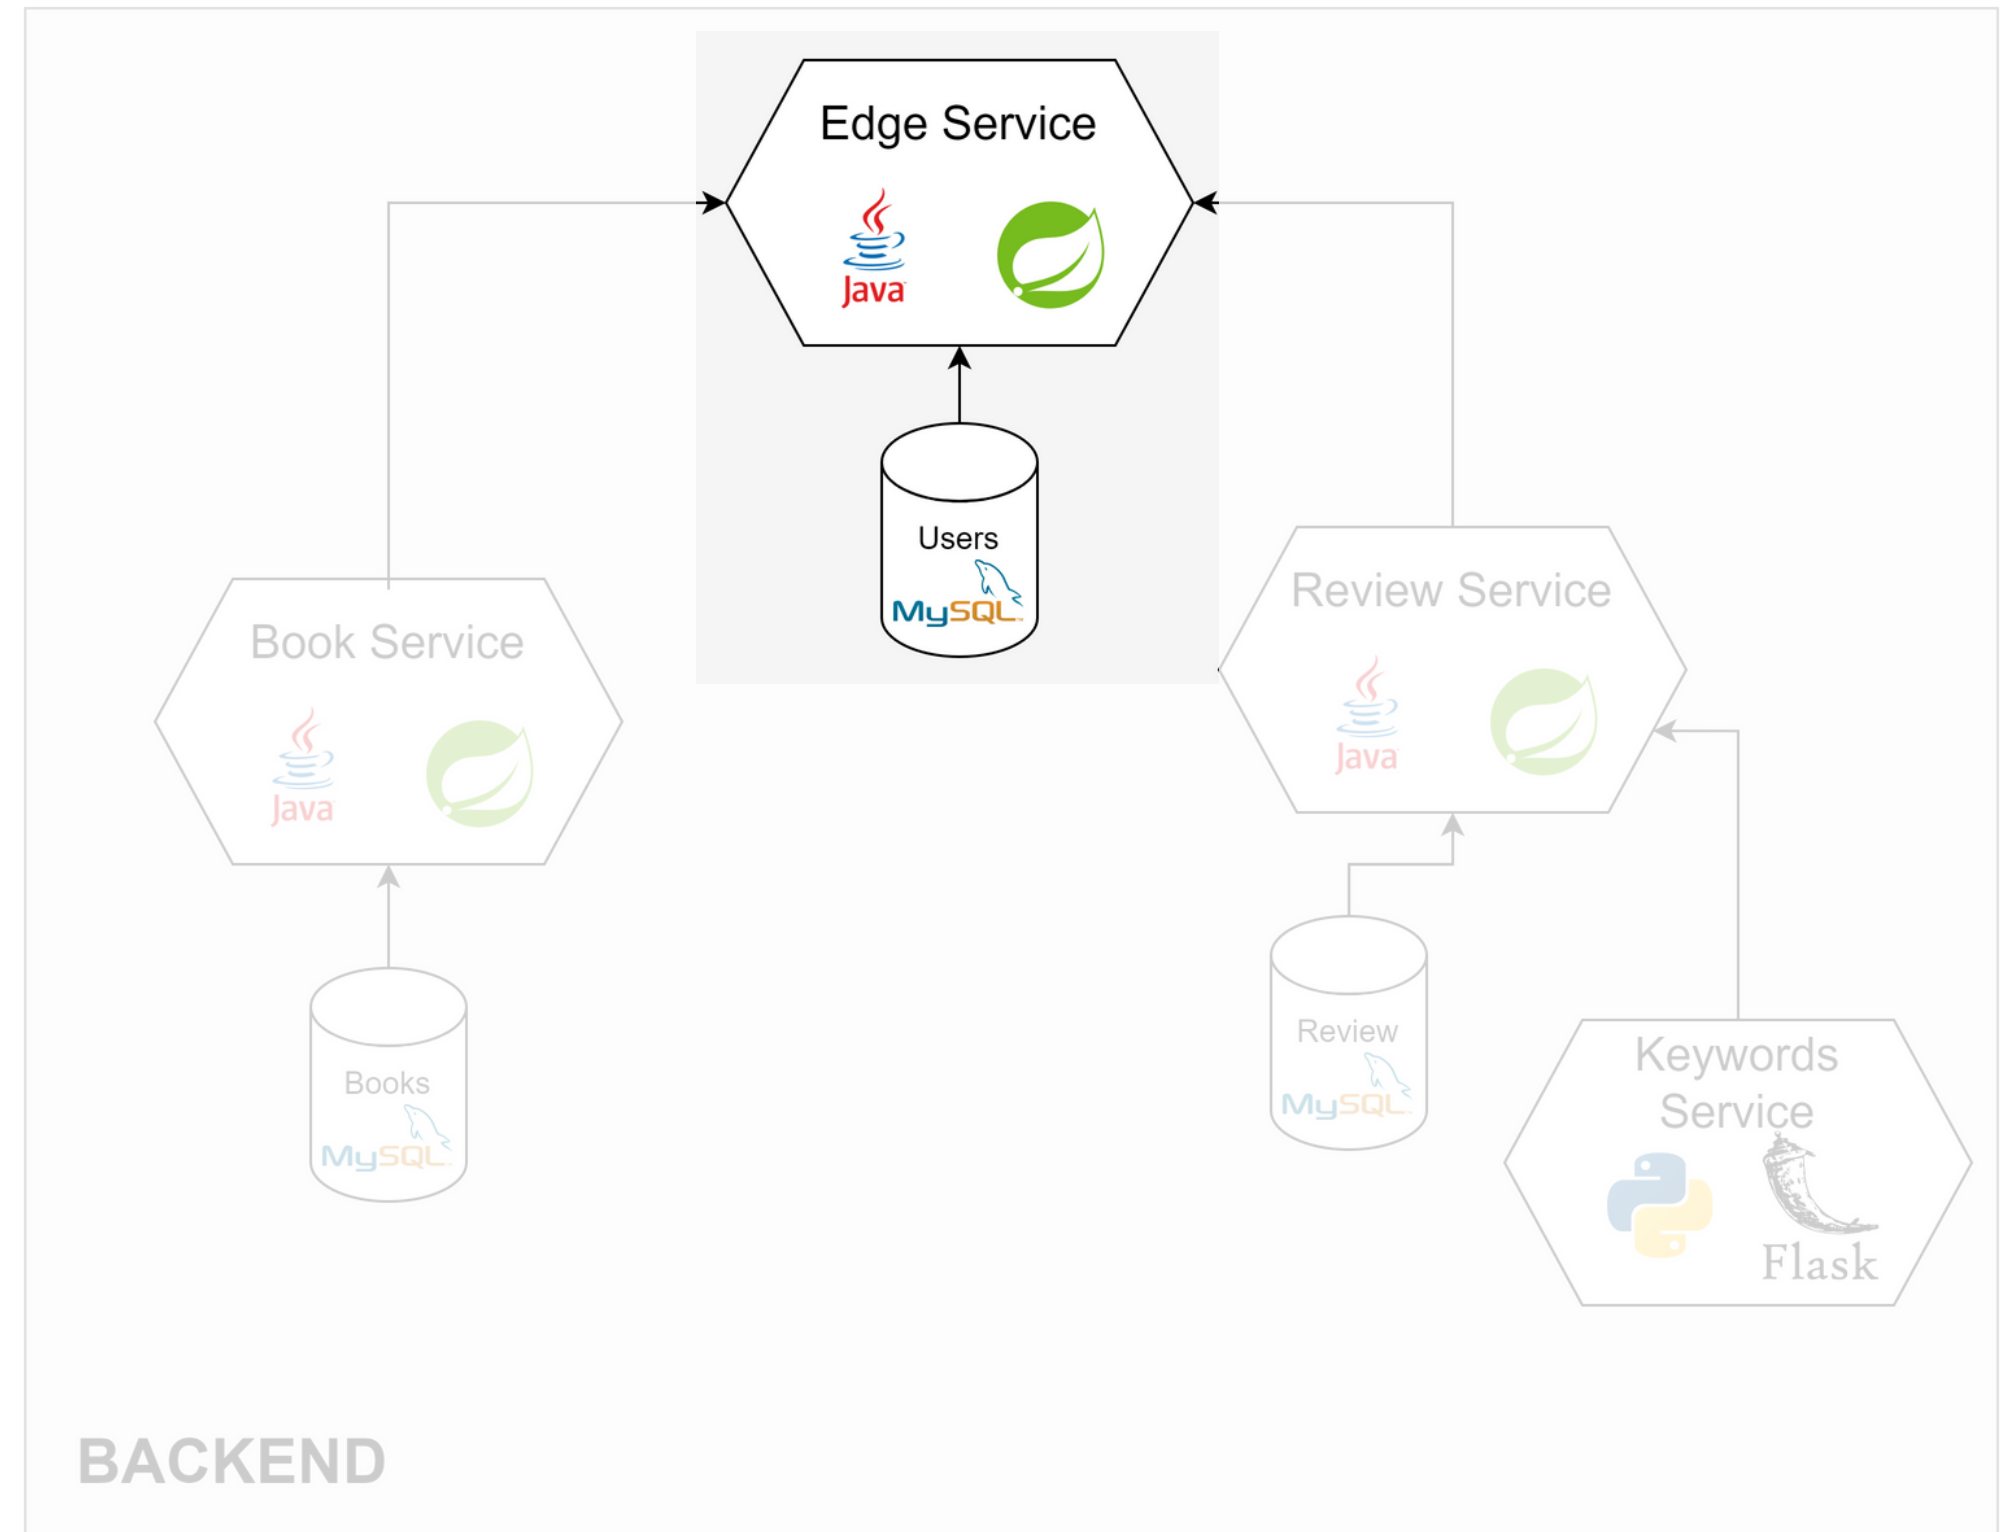 Edge Service
Java
Users
MySQL
Book Service
Java
Review Service
Java
Books
MySQL
Review
MySQL
Keywords
Service
Flask
BACKEND